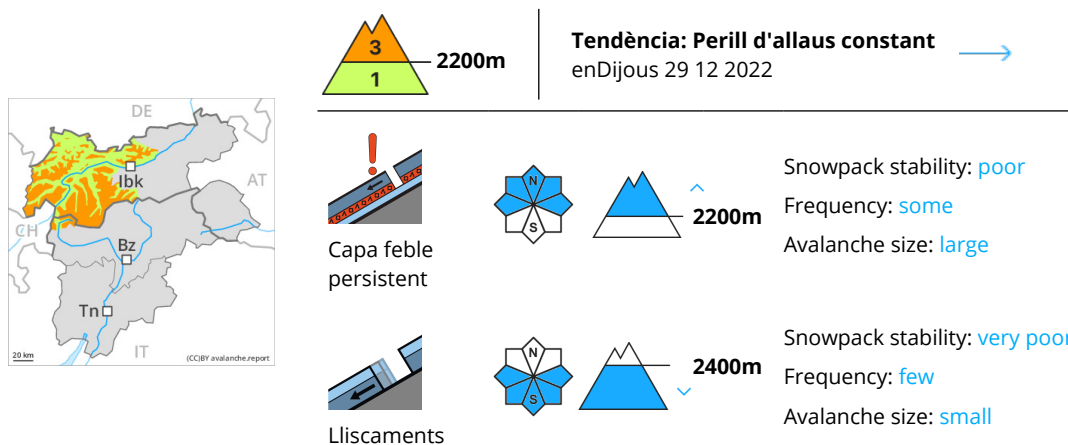 3
1
2200m
Tendència: Perill d'allaus constant
enDijous 29 12 2022
DE
AT
CH
IT
Ibk
Bz
Tn
20 km
(CC)BY avalanche.report
Capa feble
persistent
N
S
2200m
Snowpack stability: poor
Frequency: some
Avalanche size: large
Lliscaments
N
S
2400m
Snowpack stability: very poor
Frequency: few
Avalanche size: small